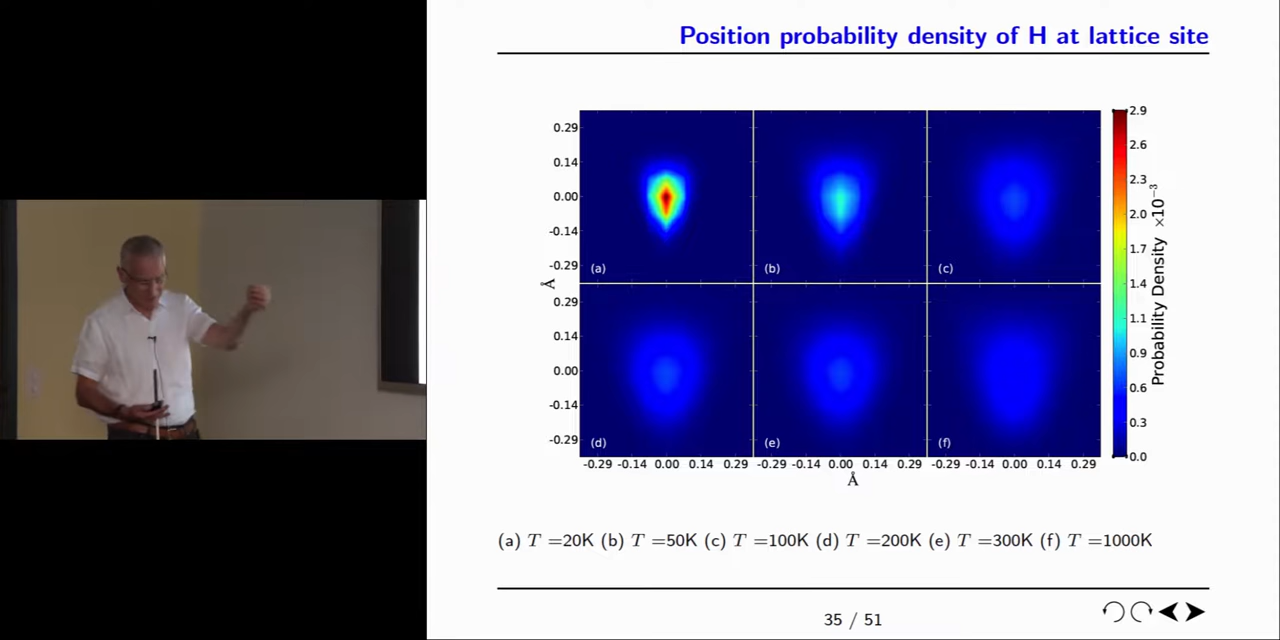 Position probability density of H at lattice site
0.29
0.14
0.00
-0.14
-0.29
(a) (b) (c)
Å
0.29
0.14
0.00
-0.14
-0.29
(d) (e) (f)
-0.29 -0.14 0.00 0.14 0.29 -0.29 -0.14 0.00 0.14 0.29 -0.29 -0.14 0.00 0.14 0.29
Å
2.9
2.6
2.3
2.0
1.7
1.4
1.1
0.9
0.6
0.3
0.0
Probability Density ×10⁻³
(a) T =20K (b) T =50K (c) T =100K (d) T =200K (e) T =300K (f) T =1000K
35 / 51